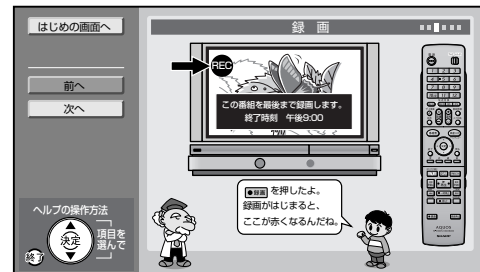 はじめの画面へ
録画
前へ
次へ
REC
この番組を最後まで録画します。
終了時刻 午後9:00
●録画 を押したよ。
録画がはじまると、
ここが赤くなるんだね。
ヘルプの操作方法
決定
項目を
選んで
終了
AQUOS
SHARP